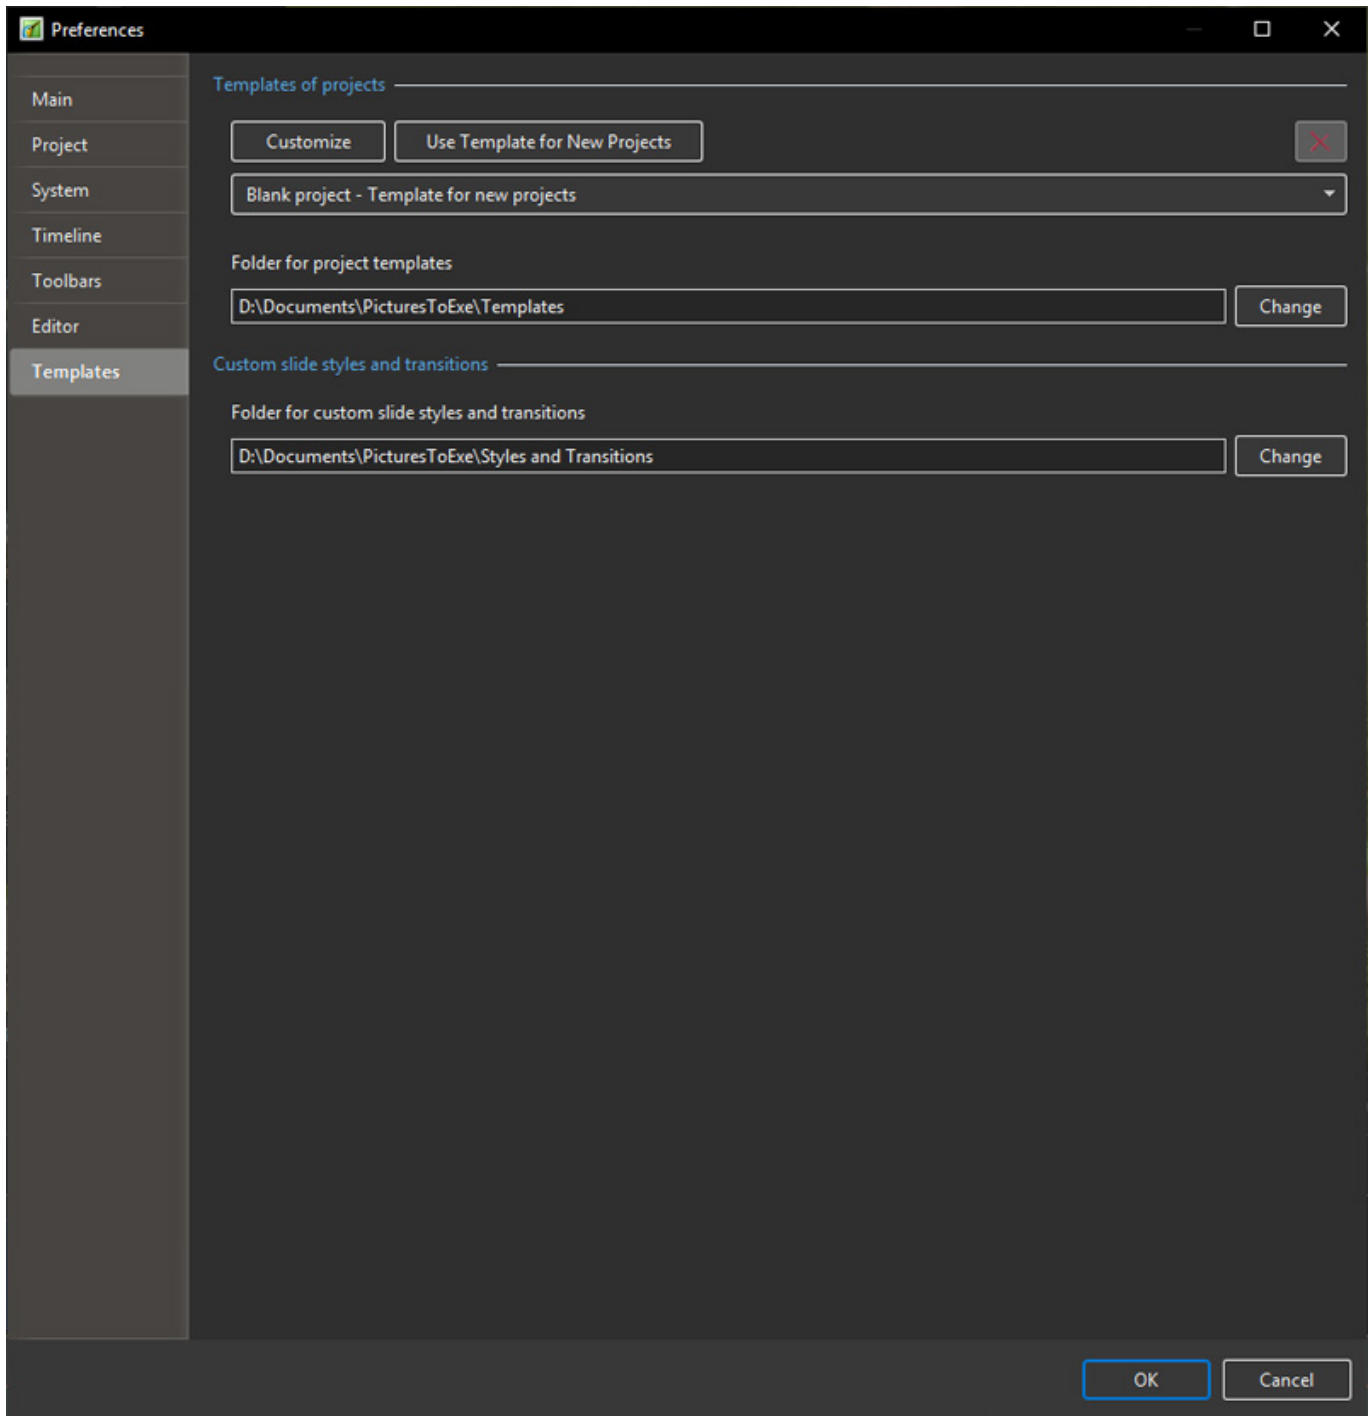 Preferences
Main
Project
System
Timeline
Toolbars
Editor
Templates
Templates of projects
Customize
Use Template for New Projects
Blank project - Template for new projects
Folder for project templates
D:\Documents\PicturesToExe\Templates
Change
Custom slide styles and transitions
Folder for custom slide styles and transitions
D:\Documents\PicturesToExe\Styles and Transitions
Change
OK
Cancel